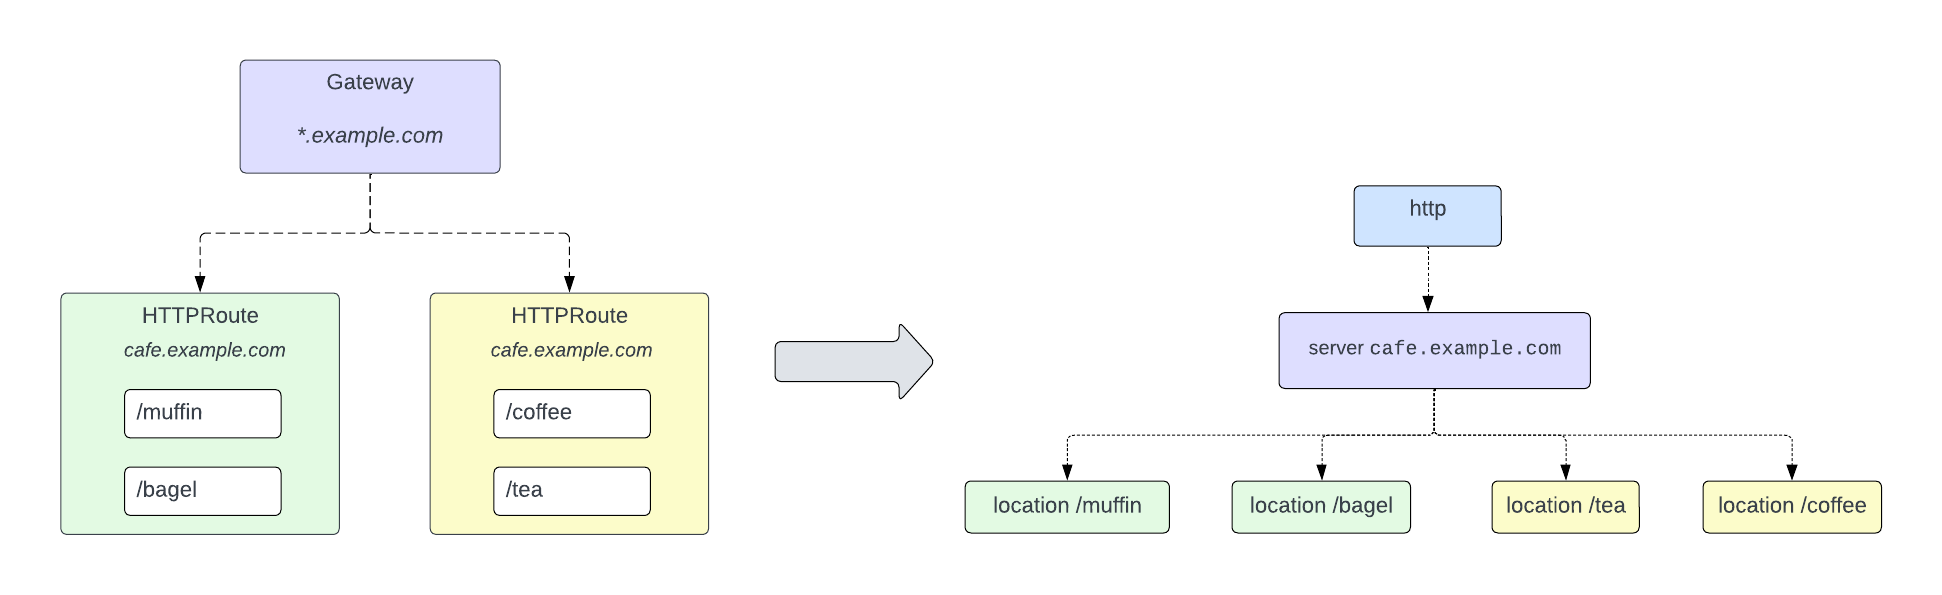 Gateway
*.example.com
HTTPRoute
cafe.example.com
/muffin
/bagel
HTTPRoute
cafe.example.com
/coffee
/tea
http
server cafe.example.com
location /muffin
location /bagel
location /tea
location /coffee